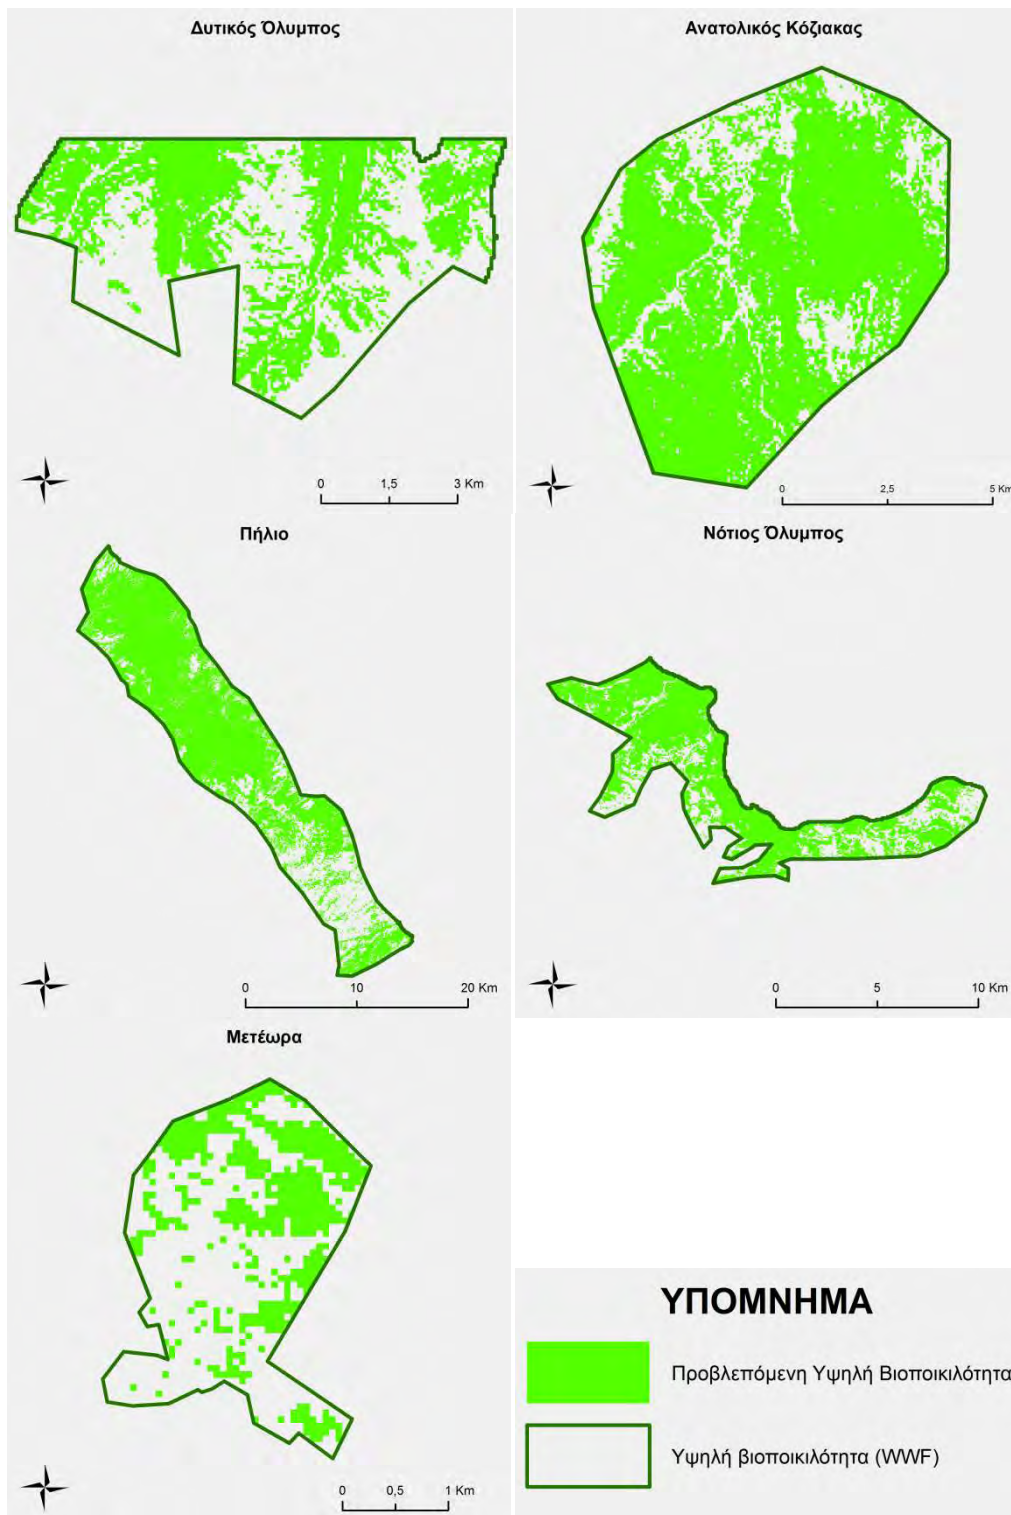 Δυτικός Όλυμπος
0 1,5 3 Km
Ανατολικός Κόζιακας
0 2,5 5 Km
Πήλιο
0 10 20 Km
Νότιος Όλυμπος
0 5 10 Km
Μετέωρα
0 0,5 1 Km
ΥΠΟΜΝΗΜΑ
Προβλεπόμενη Υψηλή Βιοποικιλότητα
Υψηλή βιοποικιλότητα (WWF)